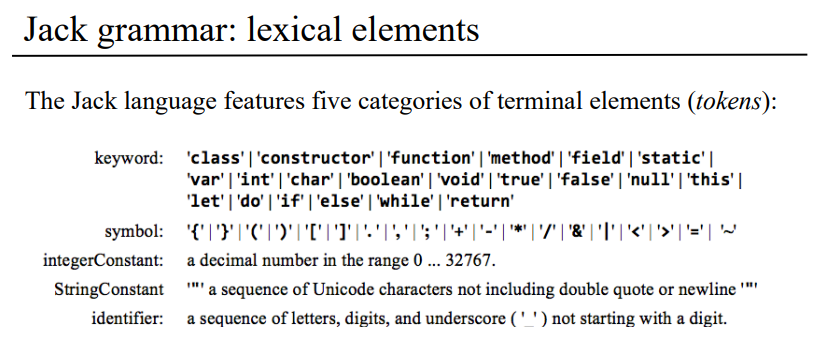 Jack grammar: lexical elements
The Jack language features five categories of terminal elements (tokens):
keyword: 'class'|'constructor'|'function'|'method'|'field'|'static'|
'var'|'int'|'char'|'boolean'|'void'|'true'|'false'|'null'|'this'|
'let'|'do'|'if'|'else'|'while'|'return'
symbol: '{'|'}'|'('|')'|'['|']'|'.'|','|';'|'+'|'-'|'*'|'/'|'&'|'|'|'<'|'>'|'='| '~'
integerConstant: a decimal number in the range 0 ... 32767.
StringConstant '"' a sequence of Unicode characters not including double quote or newline '"'
identifier: a sequence of letters, digits, and underscore ( '_' ) not starting with a digit.